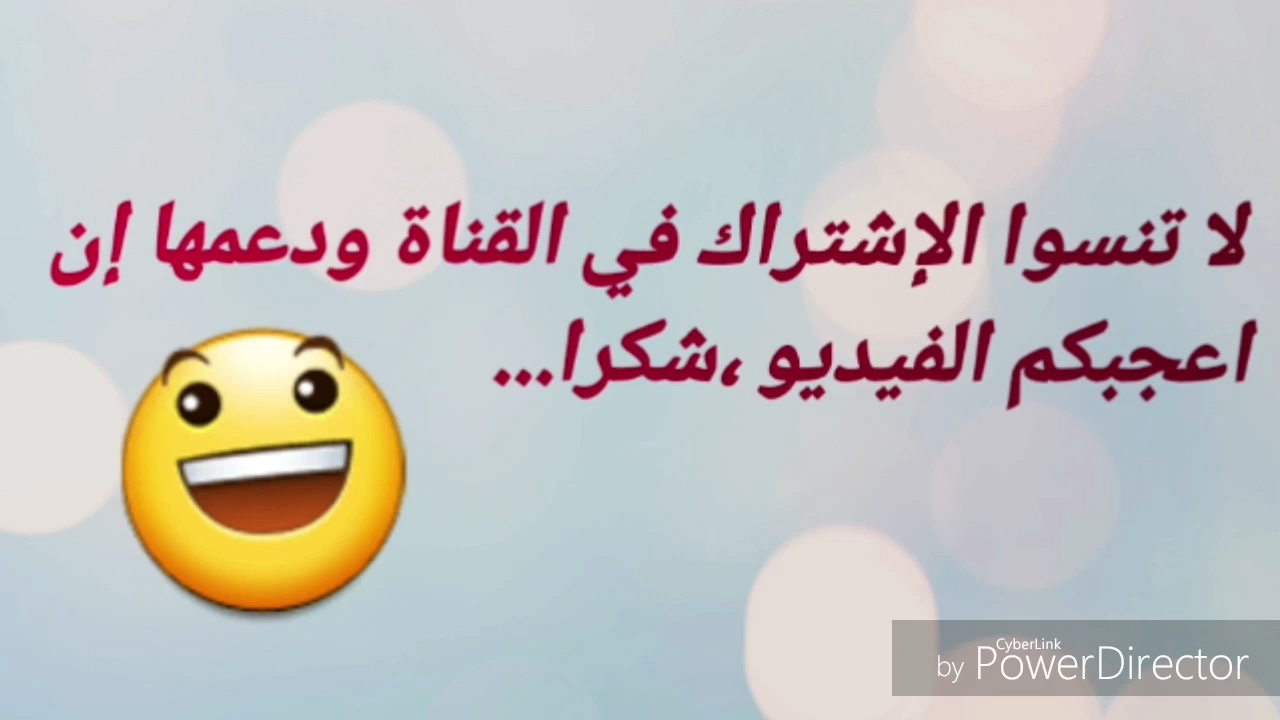 لا تنسوا الإشتراك في القناة ودعمها إن
اعجبكم الفيديو ،شكرا...
CyberLink
by PowerDirector